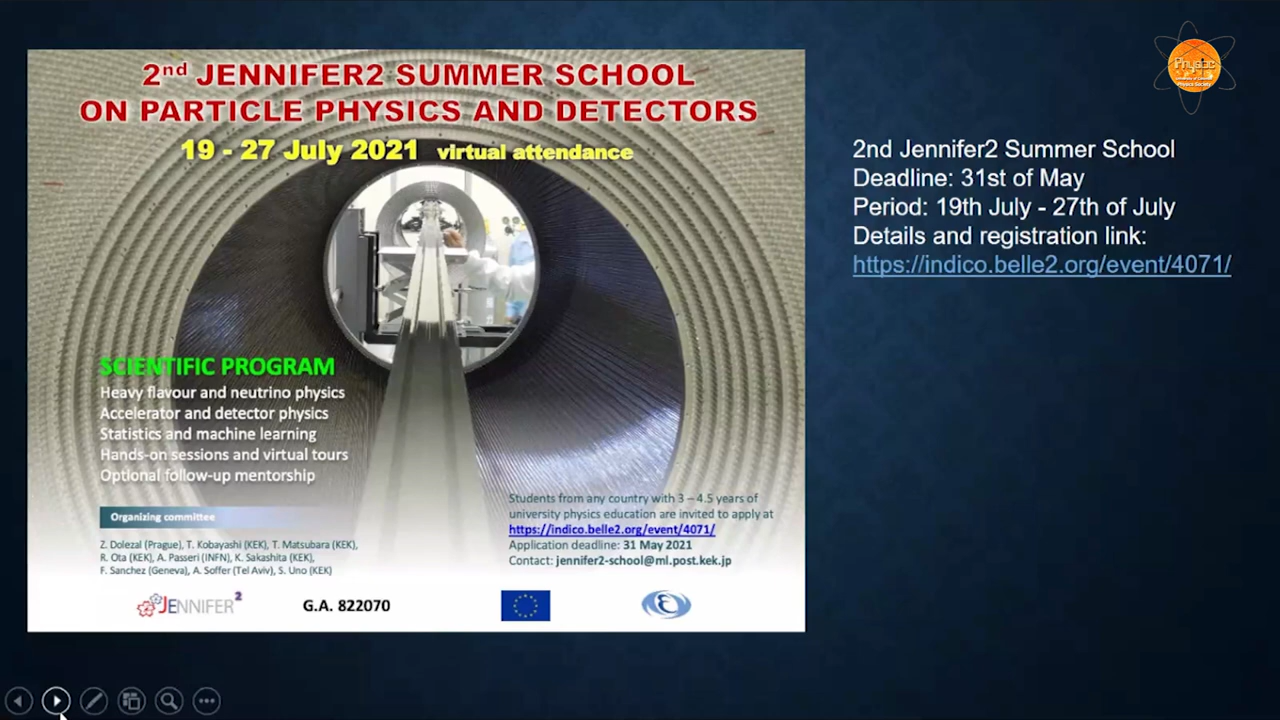 2nd JENNIFER2 SUMMER SCHOOL
ON PARTICLE PHYSICS AND DETECTORS
19 - 27 July 2021 virtual attendance
SCIENTIFIC PROGRAM
Heavy flavour and neutrino physics
Accelerator and detector physics
Statistics and machine learning
Hands-on sessions and virtual tours
Optional follow-up mentorship
Organizing committee
Z. Dolezal (Prague), T. Kobayashi (KEK), T. Matsubara (KEK),
R. Ota (KEK), A. Passeri (INFN), K. Sakashita (KEK),
F. Sanchez (Geneva), A. Soffer (Tel Aviv), S. Uno (KEK)
Students from any country with 3 – 4.5 years of
university physics education are invited to apply at
https://indico.belle2.org/event/4071/
Application deadline: 31 May 2021
Contact: jennifer2-school@ml.post.kek.jp
JENNIFER2
G.A. 822070
2nd Jennifer2 Summer School
Deadline: 31st of May
Period: 19th July - 27th of July
Details and registration link:
https://indico.belle2.org/event/4071/
Physics Society